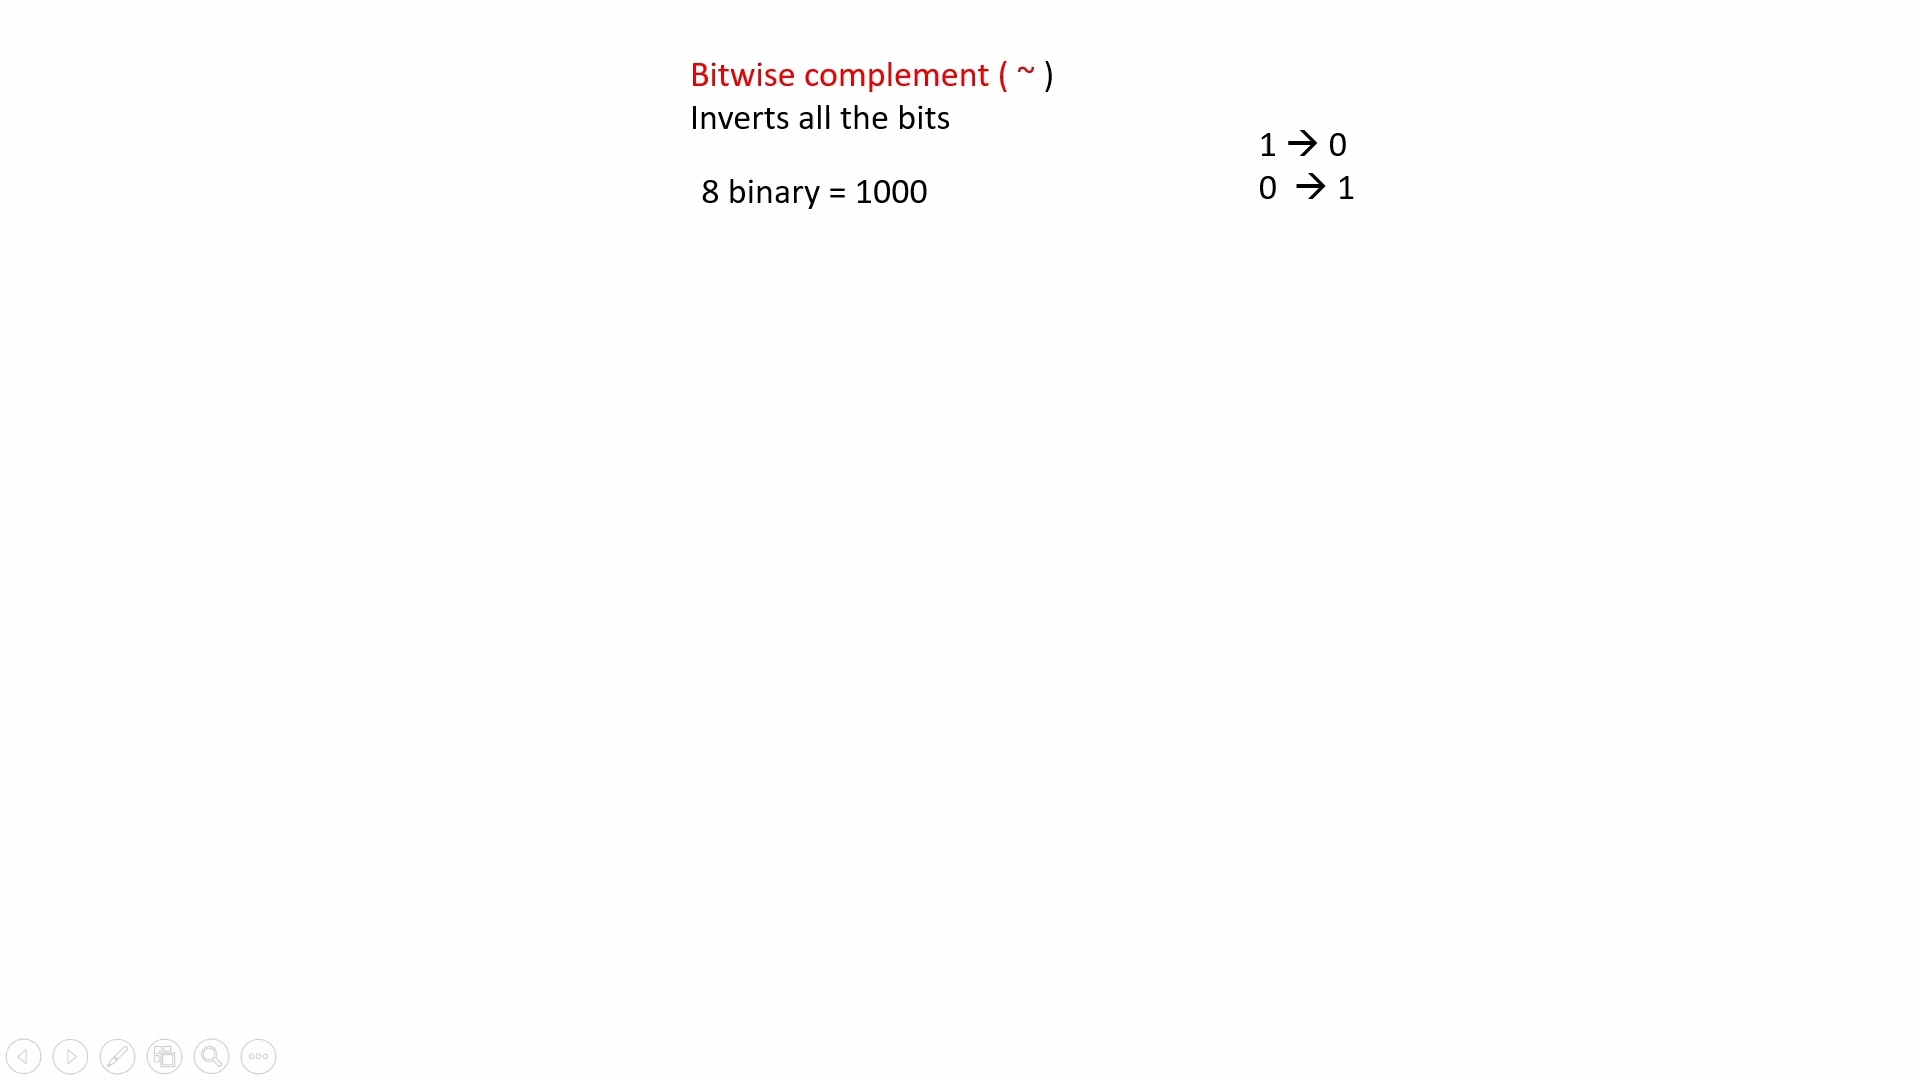 Bitwise complement ( ~ )
Inverts all the bits
8 binary = 1000
1 → 0
0 → 1